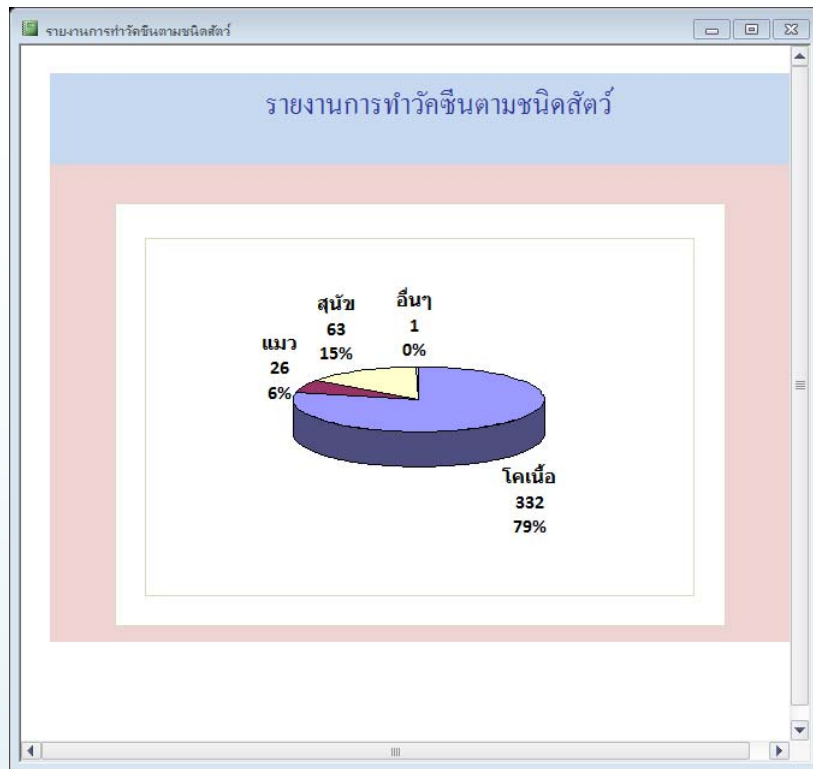 รายงานการทำวัคซีนตามชนิดสัตว์
รายงานการทำวัคซีนตามชนิดสัตว์
สุนัข
63
15%
อื่นๆ
1
0%
แมว
26
6%
โคเนื้อ
332
79%